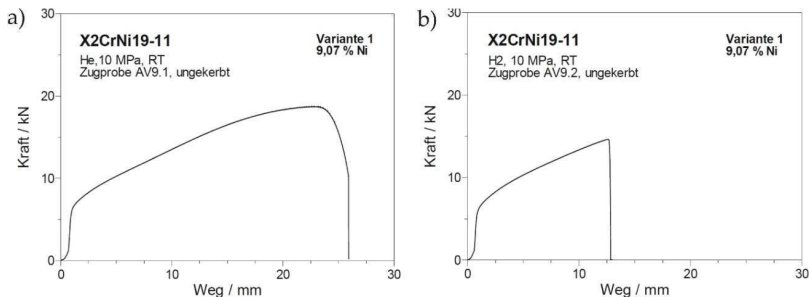 a)
X2CrNi19-11
He,10 MPa, RT
Zugprobe AV9.1, ungekerbt
Variante 1
9,07 % Ni
Kraft / kN
30
20
10
0
0
10
20
30
Weg / mm
b)
X2CrNi19-11
H2, 10 MPa, RT
Zugprobe AV9.2, ungekerbt
Variante 1
9,07 % Ni
Kraft / kN
30
20
10
0
0
10
20
30
Weg / mm